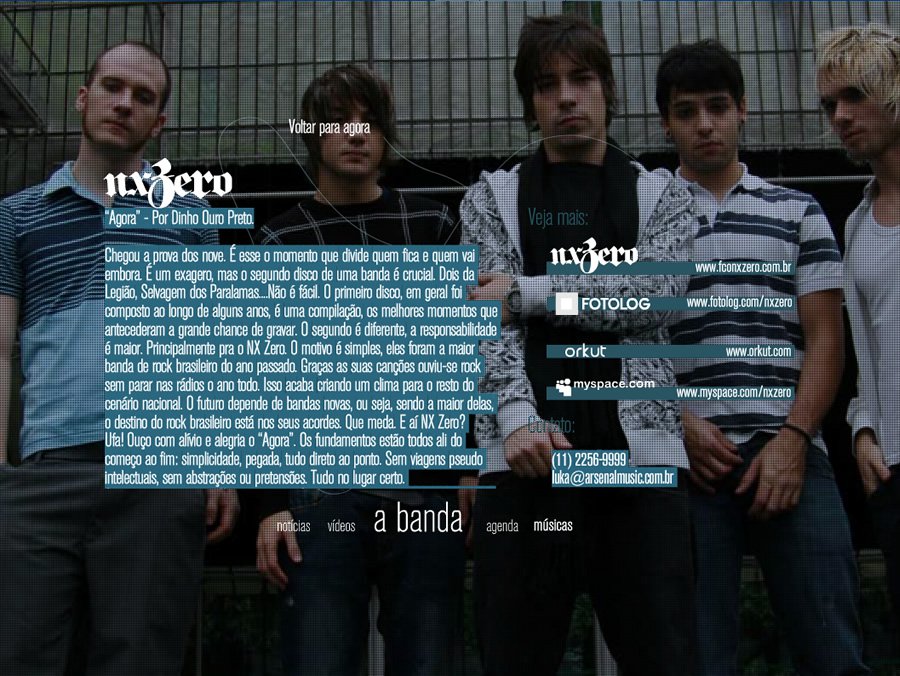 Voltar para agora
nxzero
“Agora” - Por Dinho Ouro Preto.
Chegou a prova dos nove. É esse o momento que divide quem fica e quem vai
embora. É um exagero, mas o segundo disco de uma banda é crucial. Dois da
Legião, Selvagem dos Paralamas...Não é fácil. O primeiro disco, em geral foi
composto ao longo de alguns anos, é uma compilação, os melhores momentos que
antecederam a grande chance de gravar. O segundo é diferente, a responsabilidade
é maior. Principalmente pra o NX Zero. O motivo é simples, eles foram a maior
banda de rock brasileiro do ano passado. Graças as suas canções ouviu-se rock
sem parar nas rádios o ano todo. Isso acaba criando um clima para o resto do
cenário nacional. O futuro depende de bandas novas, ou seja, sendo a maior delas,
o destino do rock brasileiro está nos seus acordes. Que meda. E aí NX Zero?
Ufa! Ouço com alívio e alegria o “Agora”. Os fundamentos estão todos ali do
começo ao fim: simplicidade, pegada, tudo direto ao ponto. Sem viagens pseudo
intelectuais, sem abstrações ou pretensões. Tudo no lugar certo.
Veja mais:
nxzero
www.fconxzero.com.br
FOTOLOG www.fotolog.com/nxzero
orkut www.orkut.com
myspace.com
www.myspace.com/nxzero
Contato:
(11) 2256-9999
luka@arsenalmusic.com.br
notícias vídeos a banda agenda músicas